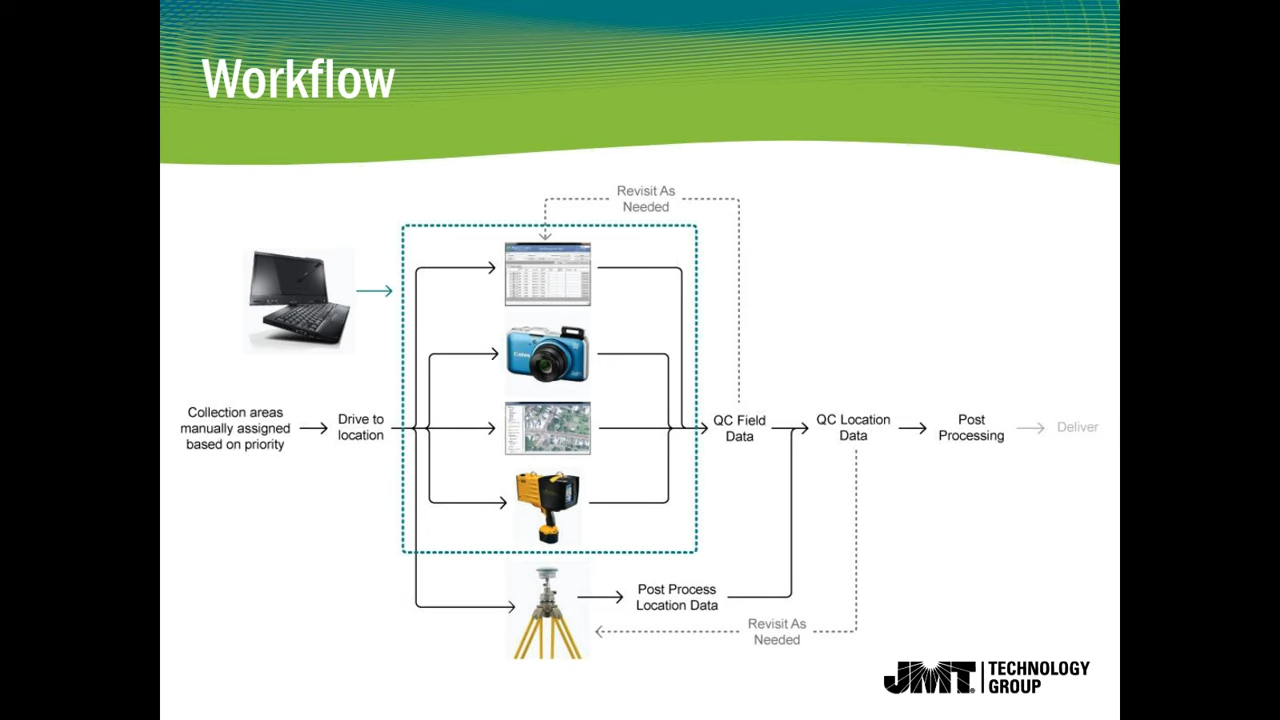 Workflow
Revisit As
Needed
Collection areas
manually assigned
based on priority
Drive to
location
QC Field
Data
QC Location
Data
Post
Processing
Deliver
Post Process
Location Data
Revisit As
Needed
JMT
TECHNOLOGY
GROUP